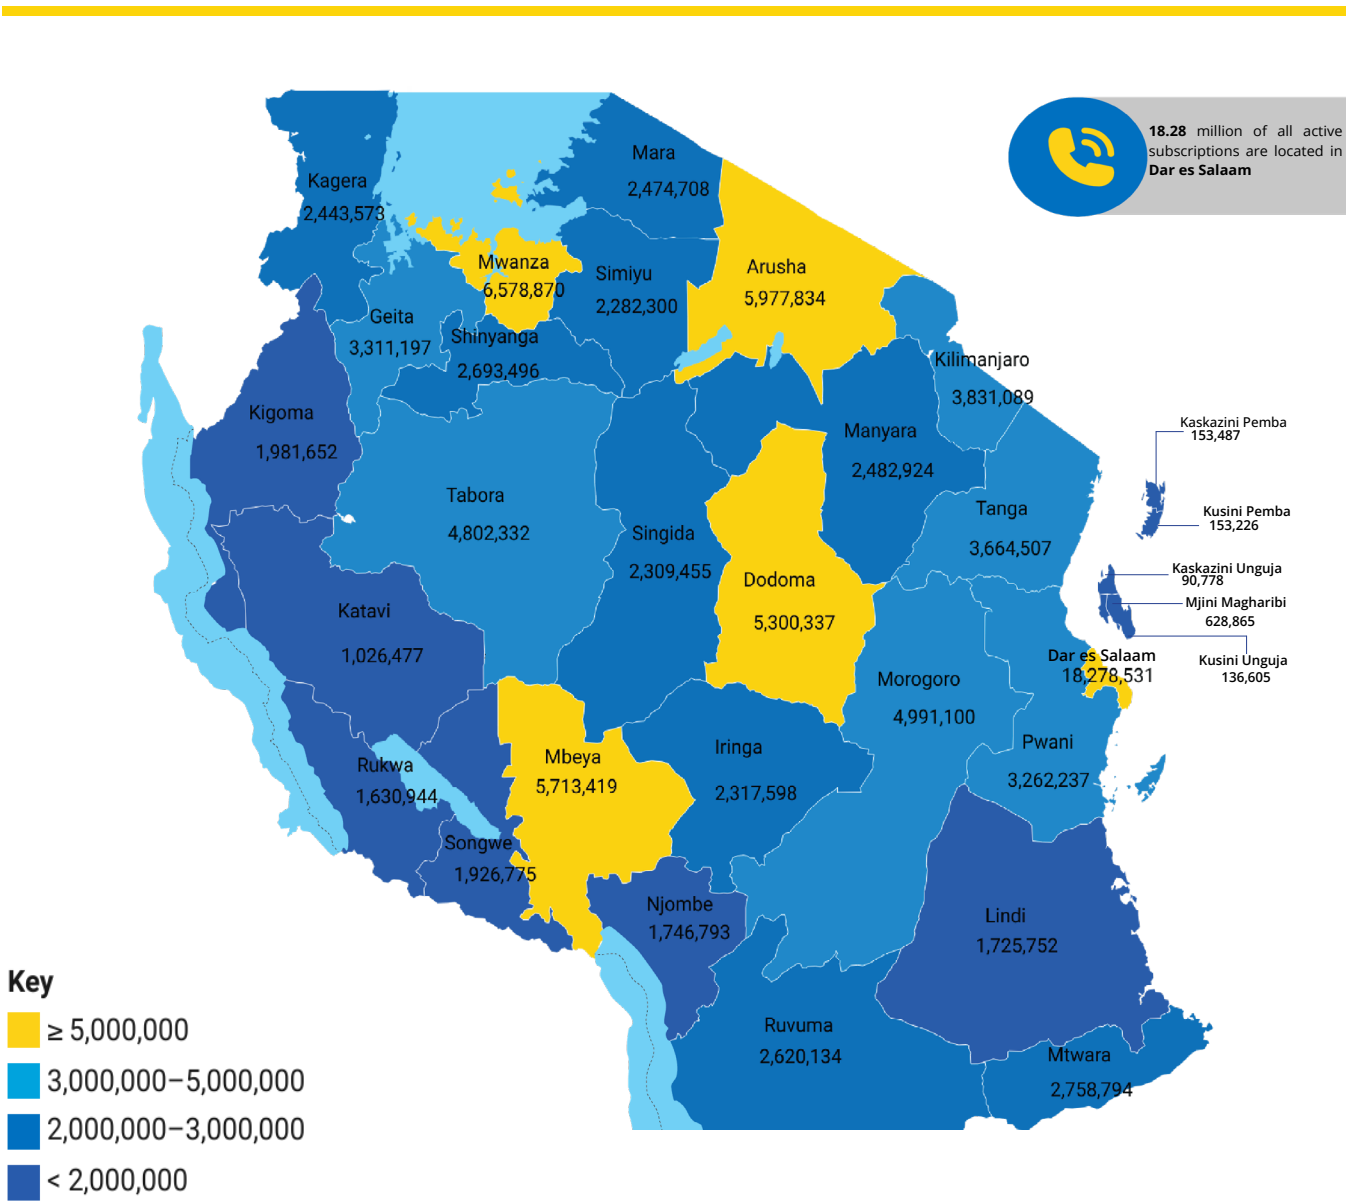 18.28 million of all active
subscriptions are located in
Dar es Salaam
Mara
2,474,708
Kagera
2,443,573
Mwanza
6,578,870
Simiyu
2,282,300
Arusha
5,977,834
Geita
3,311,197
Shinyanga
2,693,496
Kilimanjaro
3,831,089
Kigoma
1,981,652
Manyara
2,482,924
Kaskazini Pemba
153,487
Tabora
4,802,332
Singida
2,309,455
Tanga
3,664,507
Kusini Pemba
153,226
Dodoma
5,300,337
Kaskazini Unguja
90,778
Mjini Magharibi
628,865
Kusini Unguja
136,605
Katavi
1,026,477
Dar es Salaam
18,278,531
Morogoro
4,991,100
Pwani
3,262,237
Iringa
2,317,598
Mbeya
5,713,419
Rukwa
1,630,944
Songwe
1,926,775
Njombe
1,746,793
Lindi
1,725,752
Ruvuma
2,620,134
Mtwara
2,758,794
Key
≥ 5,000,000
3,000,000–5,000,000
2,000,000–3,000,000
< 2,000,000